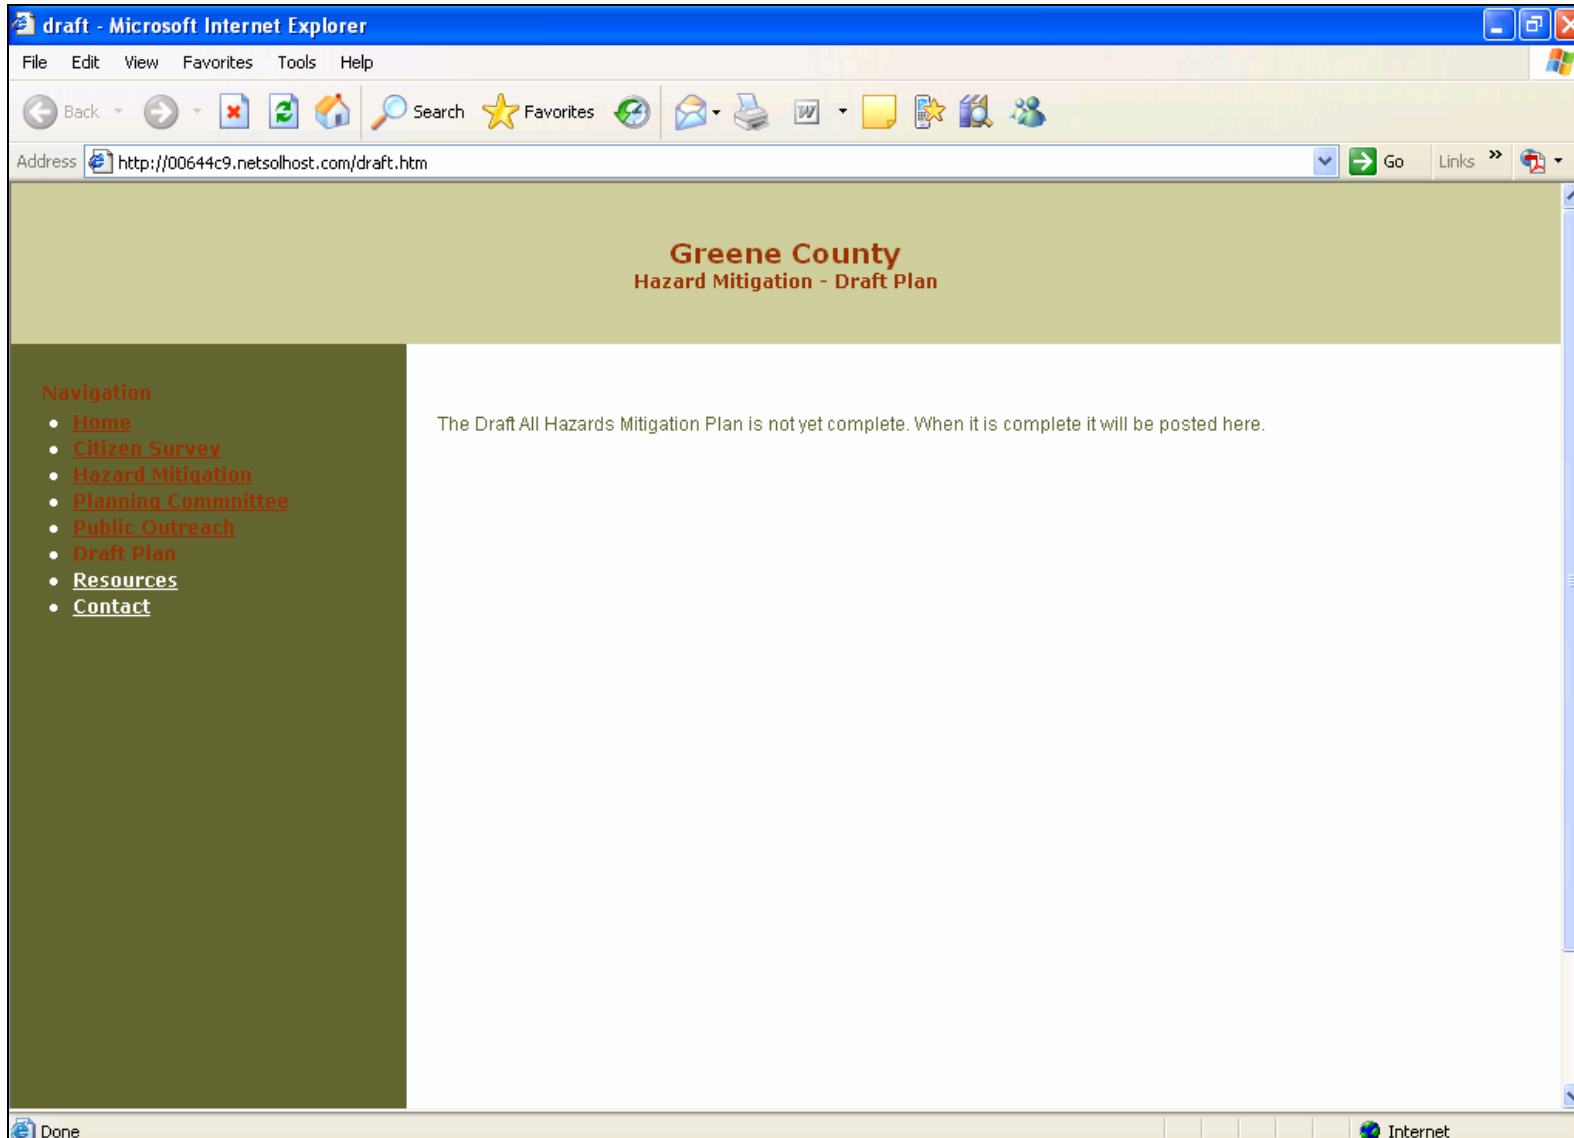 draft - Microsoft Internet Explorer
File Edit View Favorites Tools Help
Back Search Favorites
Address http://00644c9.netsolhost.com/draft.htm Go Links »
Greene County
Hazard Mitigation - Draft Plan
Navigation
Home
Citizen Survey
Hazard Mitigation
Planning Commnittee
Public Outreach
Draft Plan
Resources
Contact
The Draft All Hazards Mitigation Plan is not yet complete. When it is complete it will be posted here.
Done Internet